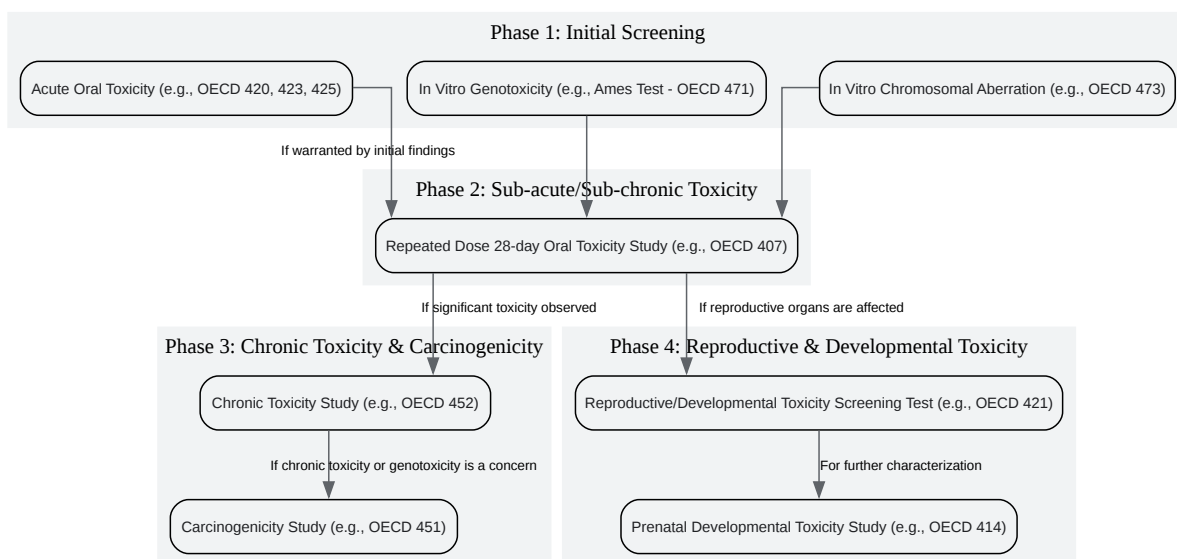 Phase 1: Initial Screening
Acute Oral Toxicity (e.g., OECD 420, 423, 425)
In Vitro Genotoxicity (e.g., Ames Test - OECD 471)
In Vitro Chromosomal Aberration (e.g., OECD 473)
If warranted by initial findings
Phase 2: Sub-acute/Sub-chronic Toxicity
Repeated Dose 28-day Oral Toxicity Study (e.g., OECD 407)
If significant toxicity observed
If reproductive organs are affected
Phase 3: Chronic Toxicity & Carcinogenicity
Phase 4: Reproductive & Developmental Toxicity
Chronic Toxicity Study (e.g., OECD 452)
Reproductive/Developmental Toxicity Screening Test (e.g., OECD 421)
If chronic toxicity or genotoxicity is a concern
For further characterization
Carcinogenicity Study (e.g., OECD 451)
Prenatal Developmental Toxicity Study (e.g., OECD 414)